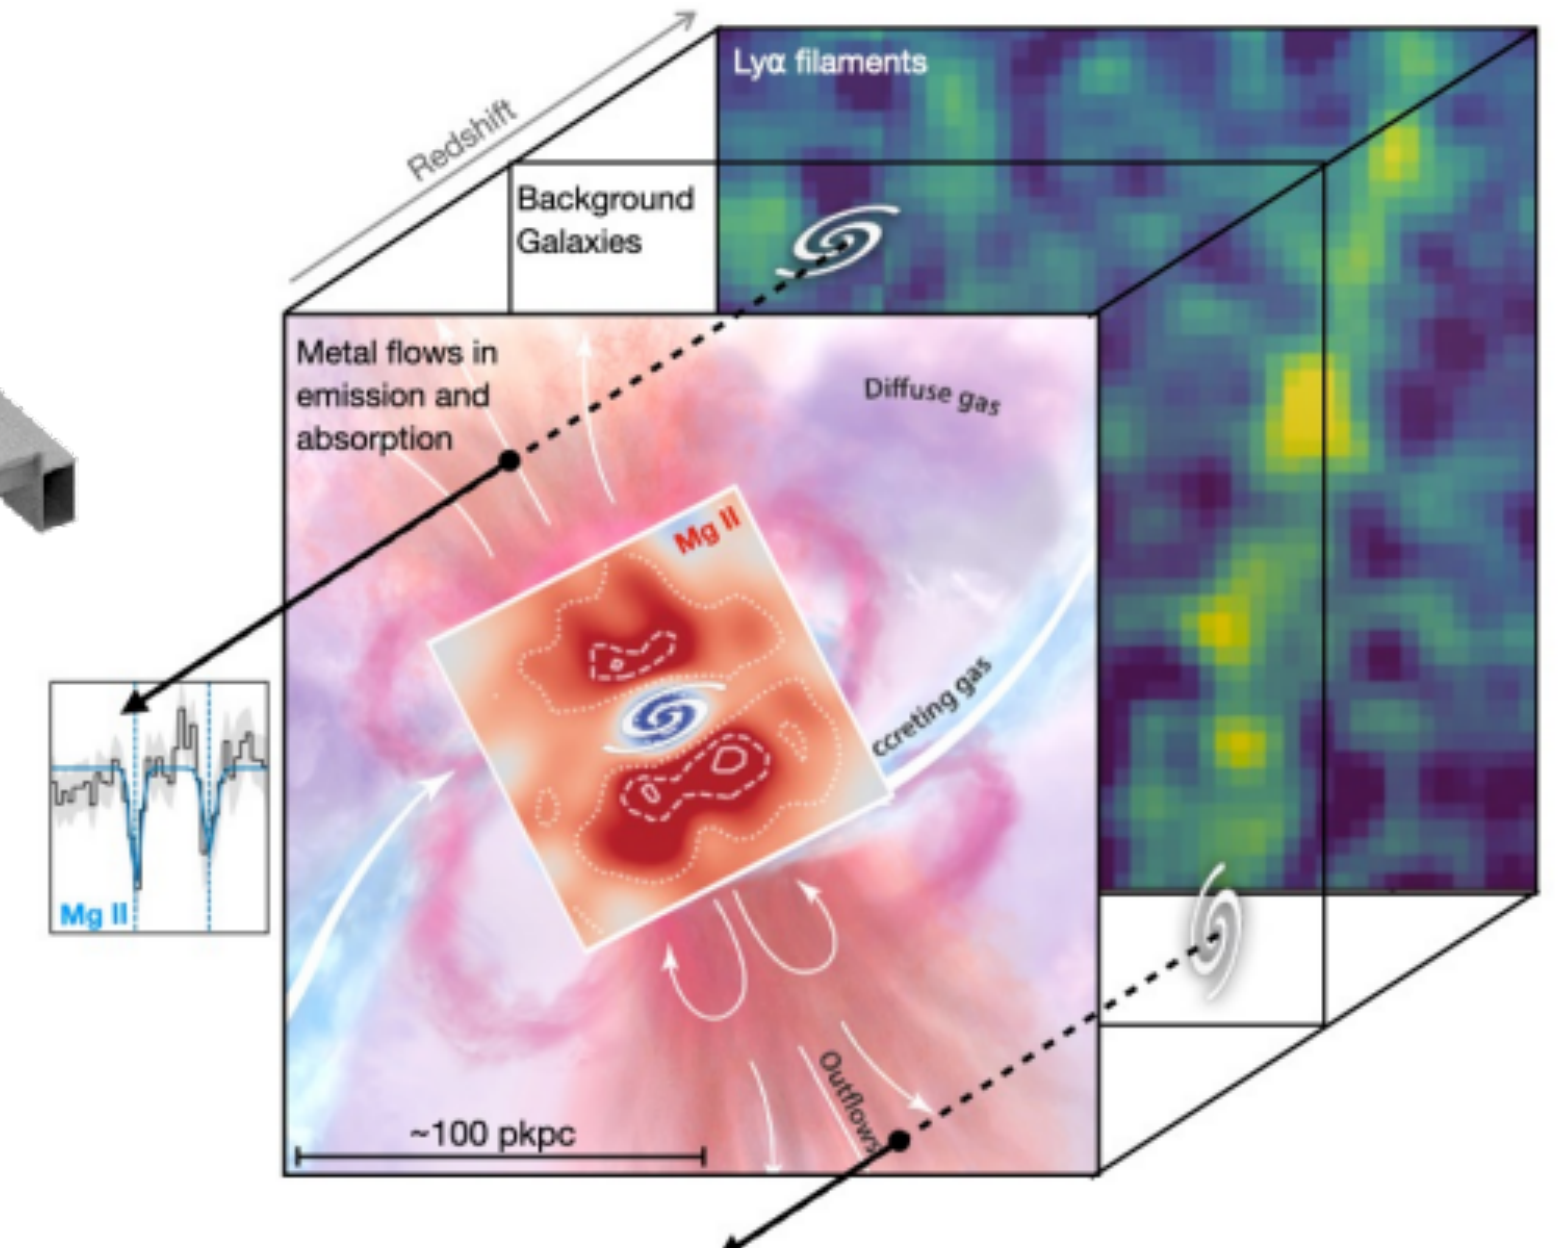 Redshift
Lyα filaments
Background
Galaxies
Metal flows in
emission and
absorption
Diffuse gas
Mg II
ccreting gas
Mg II
Outflows
~100 pkpc